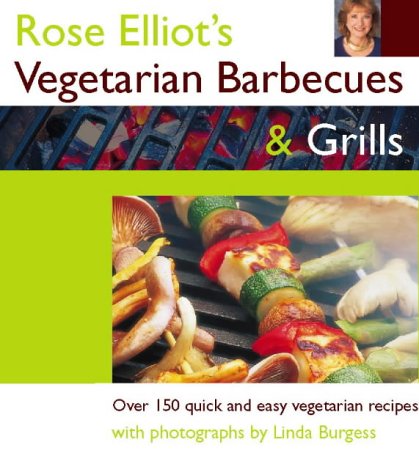 Rose Elliot's
Vegetarian Barbecues
& Grills
Over 150 quick and easy vegetarian recipes
with photographs by Linda Burgess